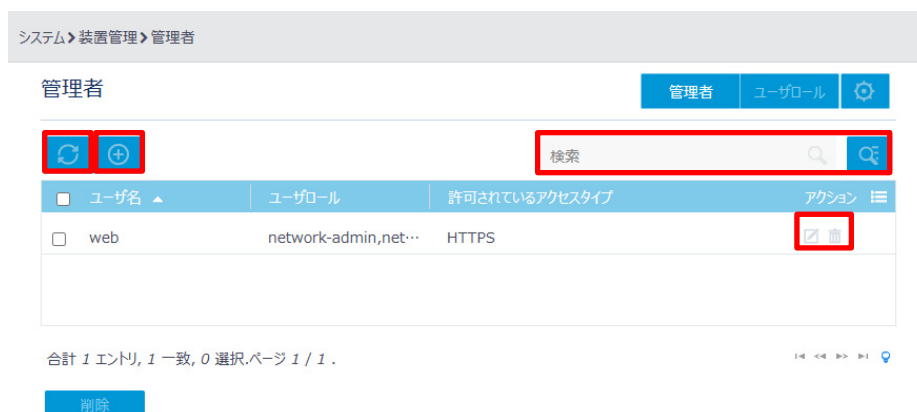 システム>装置管理>管理者
管理者
管理者 ユーザロール
検索
ユーザ名 ユーザロール 許可されているアクセスタイプ アクション
web network-admin,net… HTTPS
合計 1 エントリ, 1 一致, 0 選択.ページ 1 / 1 .
削除